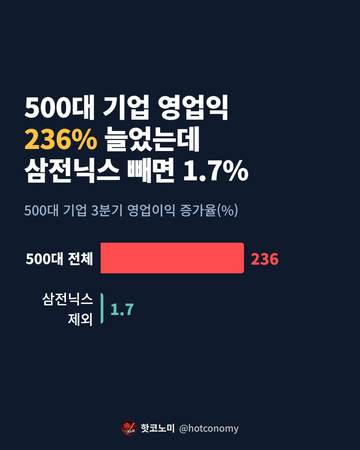 500대 기업 영업익
236% 늘었는데
삼전닉스 빼면 1.7%
500대 기업 3분기 영업이익 증가율(%)
500대 전체 236
삼전닉스
제외 1.7
핫코노미 @hotconomy